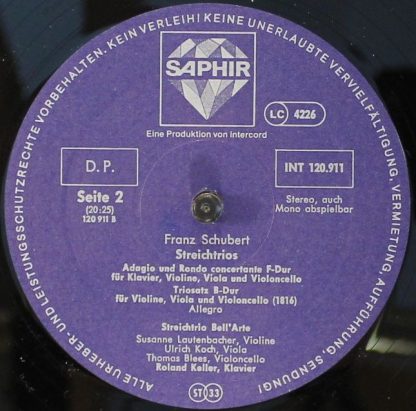 ALLE URHEBER- UND LEISTUNGSSCHUTZRECHTE VORBEHALTEN. KEIN VERLEIH! KEINE UNERLAUBTE VERVIELFÄLTIGUNG, VERMIETUNG, AUFFÜHRUNG, SENDUNG!
SAPHIR
LC 4226
Eine Produktion von Intercord
D. P.
INT 120.911
Seite 2
(20:25)
120 911 B
Stereo, auch
Mono abspielbar
Franz Schubert
Streichtrios
Adagio und Rondo concertante F-Dur
für Klavier, Violine, Viola und Violoncello
Triosatz B-Dur
für Violine, Viola und Violoncello (1816)
Allegro
Streichtrio Bell'Arte
Susanne Lautenbacher, Violine
Ulrich Koch, Viola
Thomas Blees, Violoncello
Roland Keller, Klavier
ST 33